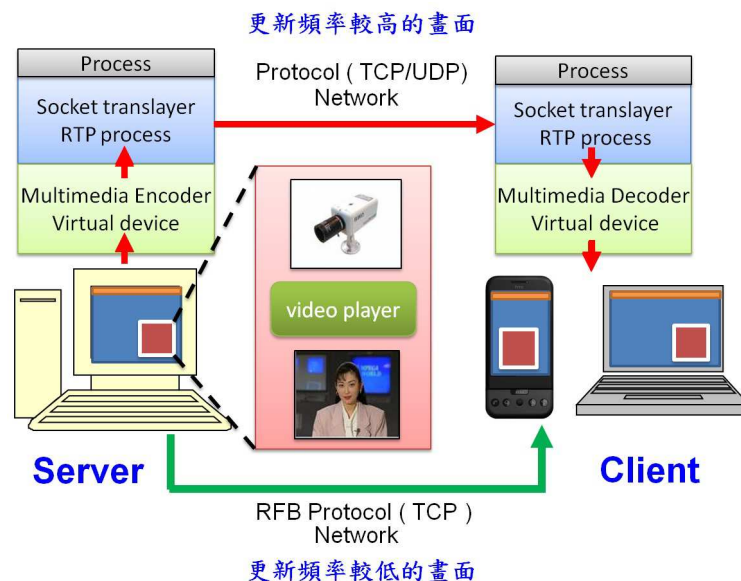 更新頻率較高的畫面
Process
Socket translayer
RTP process
Multimedia Encoder
Virtual device
Protocol ( TCP/UDP)
Network
Process
Socket translayer
RTP process
Multimedia Decoder
Virtual device
video player
Server
Client
RFB Protocol ( TCP )
Network
更新頻率較低的畫面